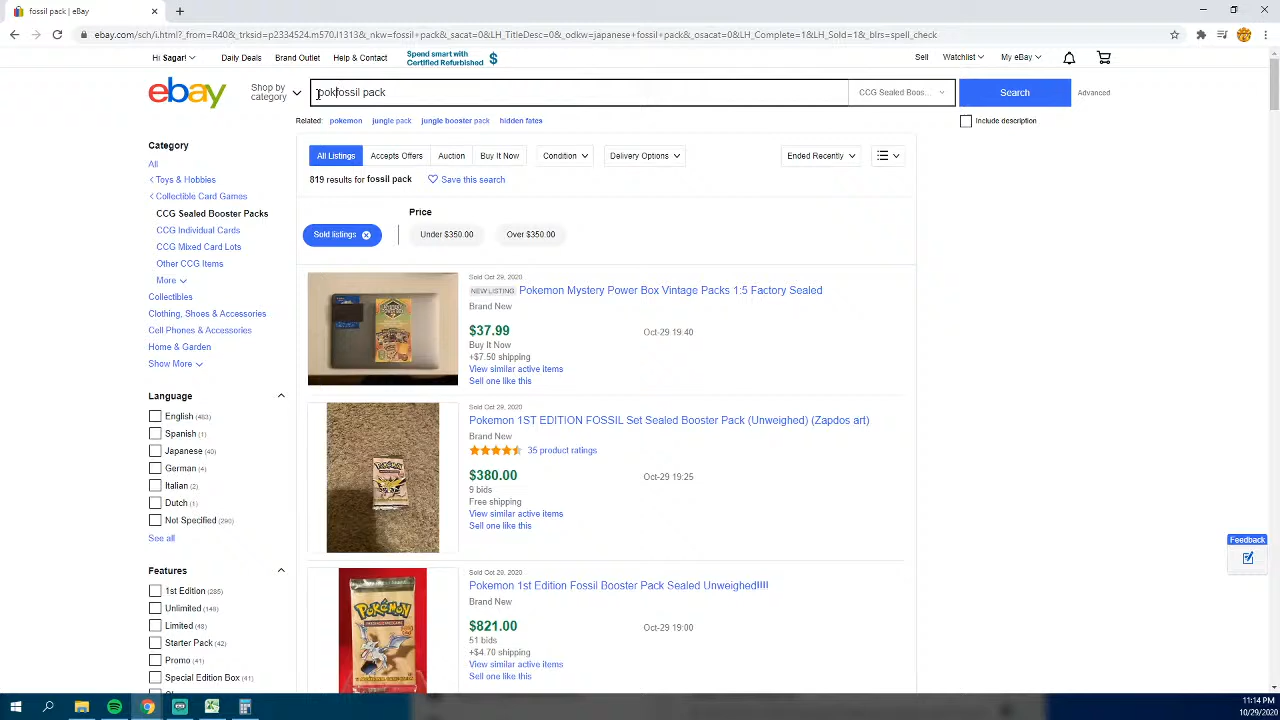 fossil pack | eBay
ebay.com/sch/i.html?_from=R40&_trksid=p2334524.m570.l1313&_nkw=fossil+pack&_sacat=0&LH_TitleDesc=0&_odkw=japanese+fossil+pack&_osacat=0&LH_Complete=1&LH_Sold=1&_blrs=spell_check
Hi Sagar!
Daily Deals
Brand Outlet
Help & Contact
Spend smart with
Certified Refurbished
$
Sell
Watchlist
My eBay
ebay
Shop by
category
pokfossil pack
CCG Sealed Boos...
Search
Advanced
Related: pokemon jungle pack jungle booster pack hidden fates
Include description
Category
All
Toys & Hobbies
Collectible Card Games
CCG Sealed Booster Packs
CCG Individual Cards
CCG Mixed Card Lots
Other CCG Items
More
Collectibles
Clothing, Shoes & Accessories
Cell Phones & Accessories
Home & Garden
Show More
Language
English (483)
Spanish (1)
Japanese (40)
German (4)
Italian (2)
Dutch (1)
Not Specified (290)
See all
Features
1st Edition (285)
Unlimited (146)
Limited (43)
Starter Pack (42)
Promo (41)
Special Edition Box (41)
All Listings
Accepts Offers
Auction
Buy It Now
Condition
Delivery Options
Ended Recently
819 results for fossil pack
Save this search
Price
Sold listings
Under $350.00
Over $350.00
Sold Oct 29, 2020
NEW LISTING Pokemon Mystery Power Box Vintage Packs 1:5 Factory Sealed
Brand New
$37.99
Oct-29 19:40
Buy It Now
+$7.50 shipping
View similar active items
Sell one like this
Sold Oct 29, 2020
Pokemon 1ST EDITION FOSSIL Set Sealed Booster Pack (Unweighed) (Zapdos art)
Brand New
35 product ratings
$380.00
Oct-29 19:25
9 bids
Free shipping
View similar active items
Sell one like this
Sold Oct 29, 2020
Pokemon 1st Edition Fossil Booster Pack Sealed Unweighed!!!!
Brand New
$821.00
Oct-29 19:00
51 bids
+$4.70 shipping
View similar active items
Sell one like this
POKéMON
Feedback
11:14 PM
10/29/2020